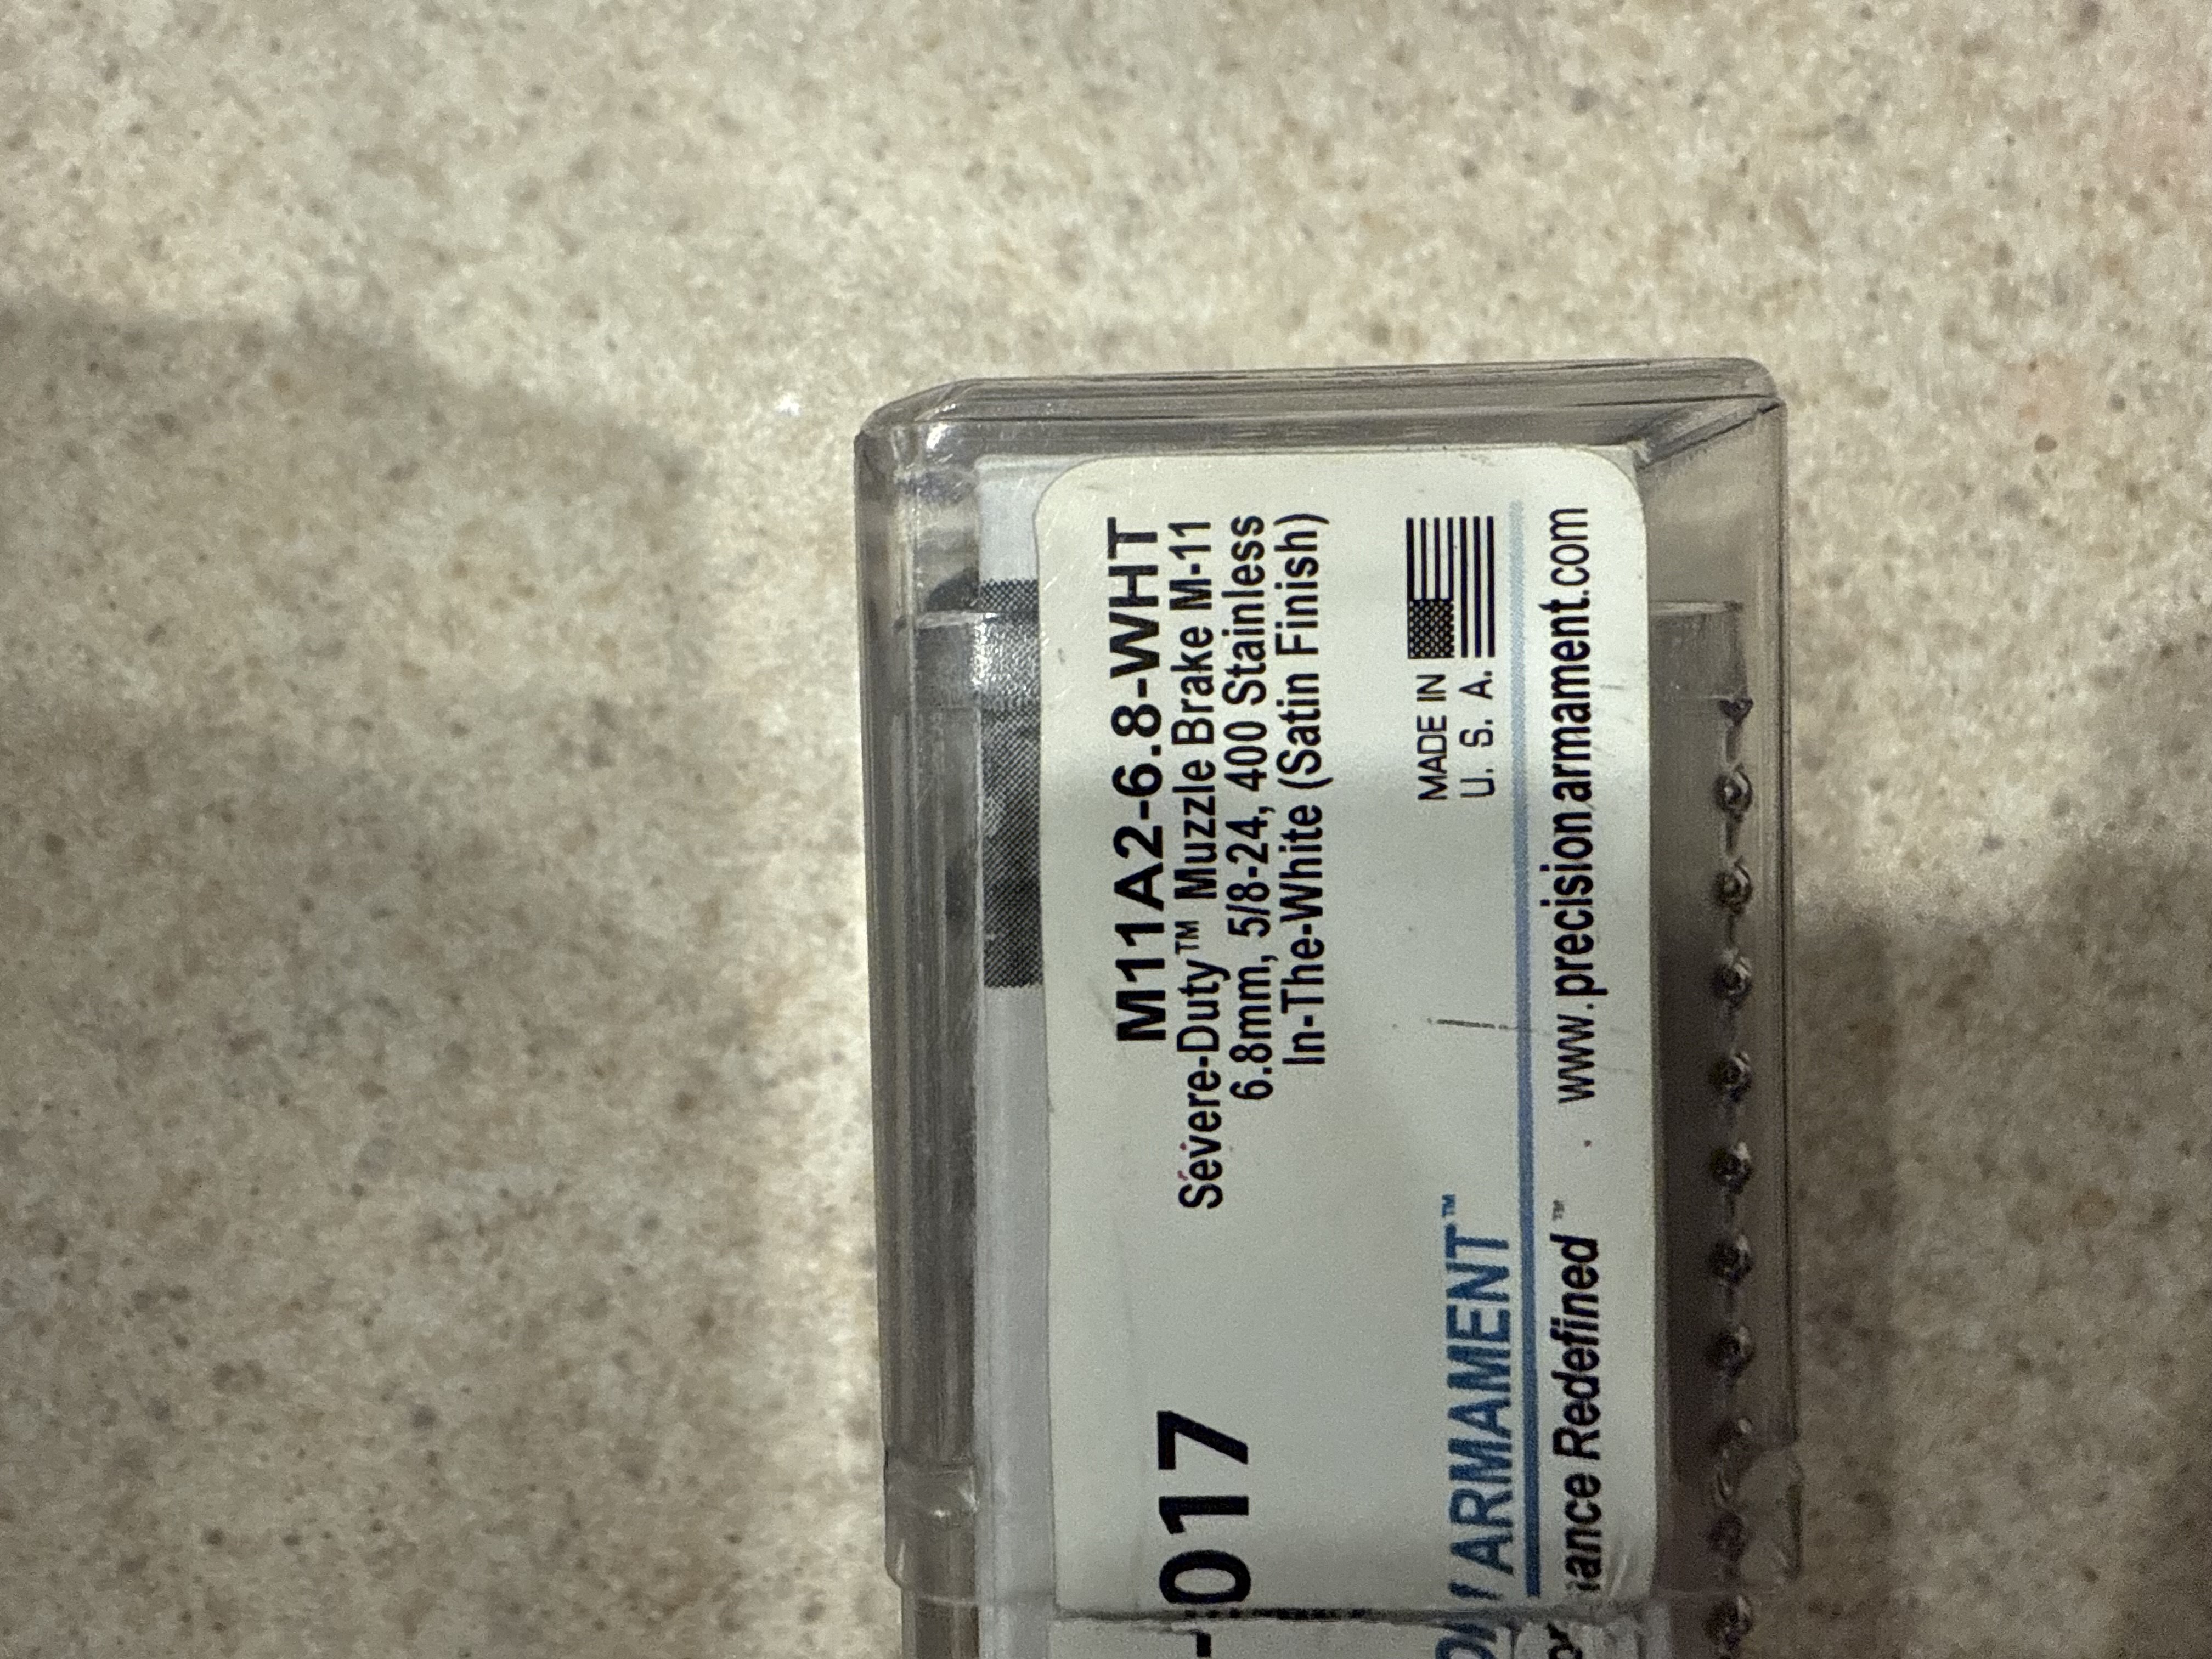 M11A2-6.8-WHT
Severe-Duty™ Muzzle Brake M-11
6.8mm, 5/8-24, 400 Stainless
In-The-White (Satin Finish)
-017
MADE IN
U. S. A.
ARMAMENT™
Redefined™ www.precisionarmament.com